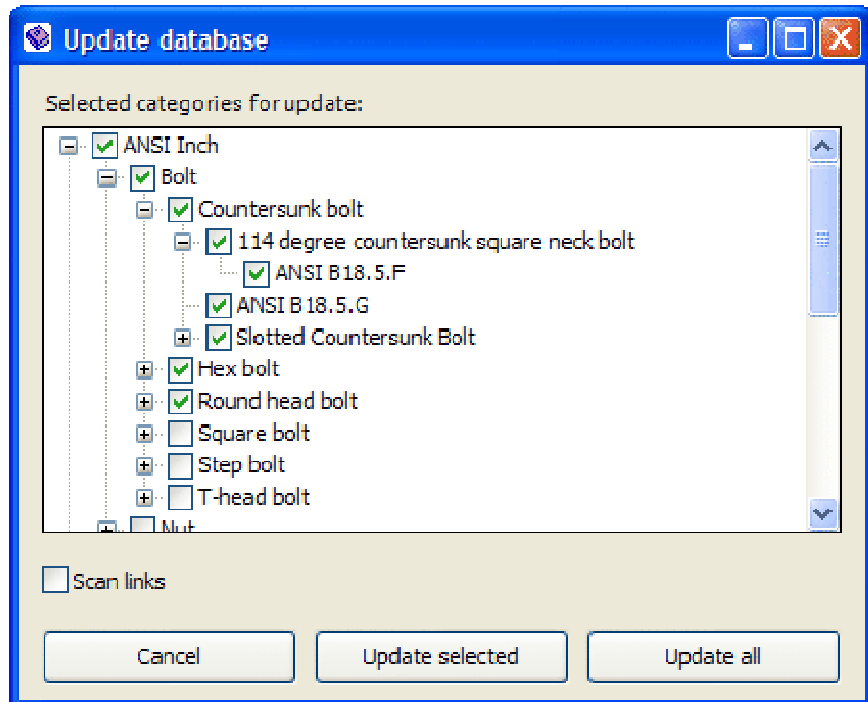 Update database
Selected categories for update:
ANSI Inch
Bolt
Countersunk bolt
114 degree countersunk square neck bolt
ANSI B18.5.F
ANSI B18.5.G
Slotted Countersunk Bolt
Hex bolt
Round head bolt
Square bolt
Step bolt
T-head bolt
Nut
Scan links
Cancel
Update selected
Update all